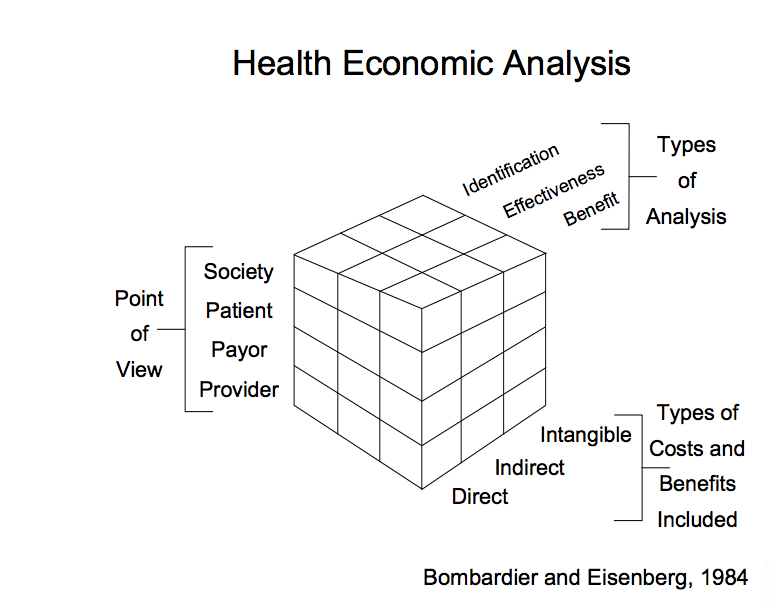 Health Economic Analysis
Identification
Effectiveness
Benefit
Types
of
Analysis
Point
of
View
Society
Patient
Payor
Provider
Intangible
Indirect
Direct
Types of
Costs and
Benefits
Included
Bombardier and Eisenberg, 1984